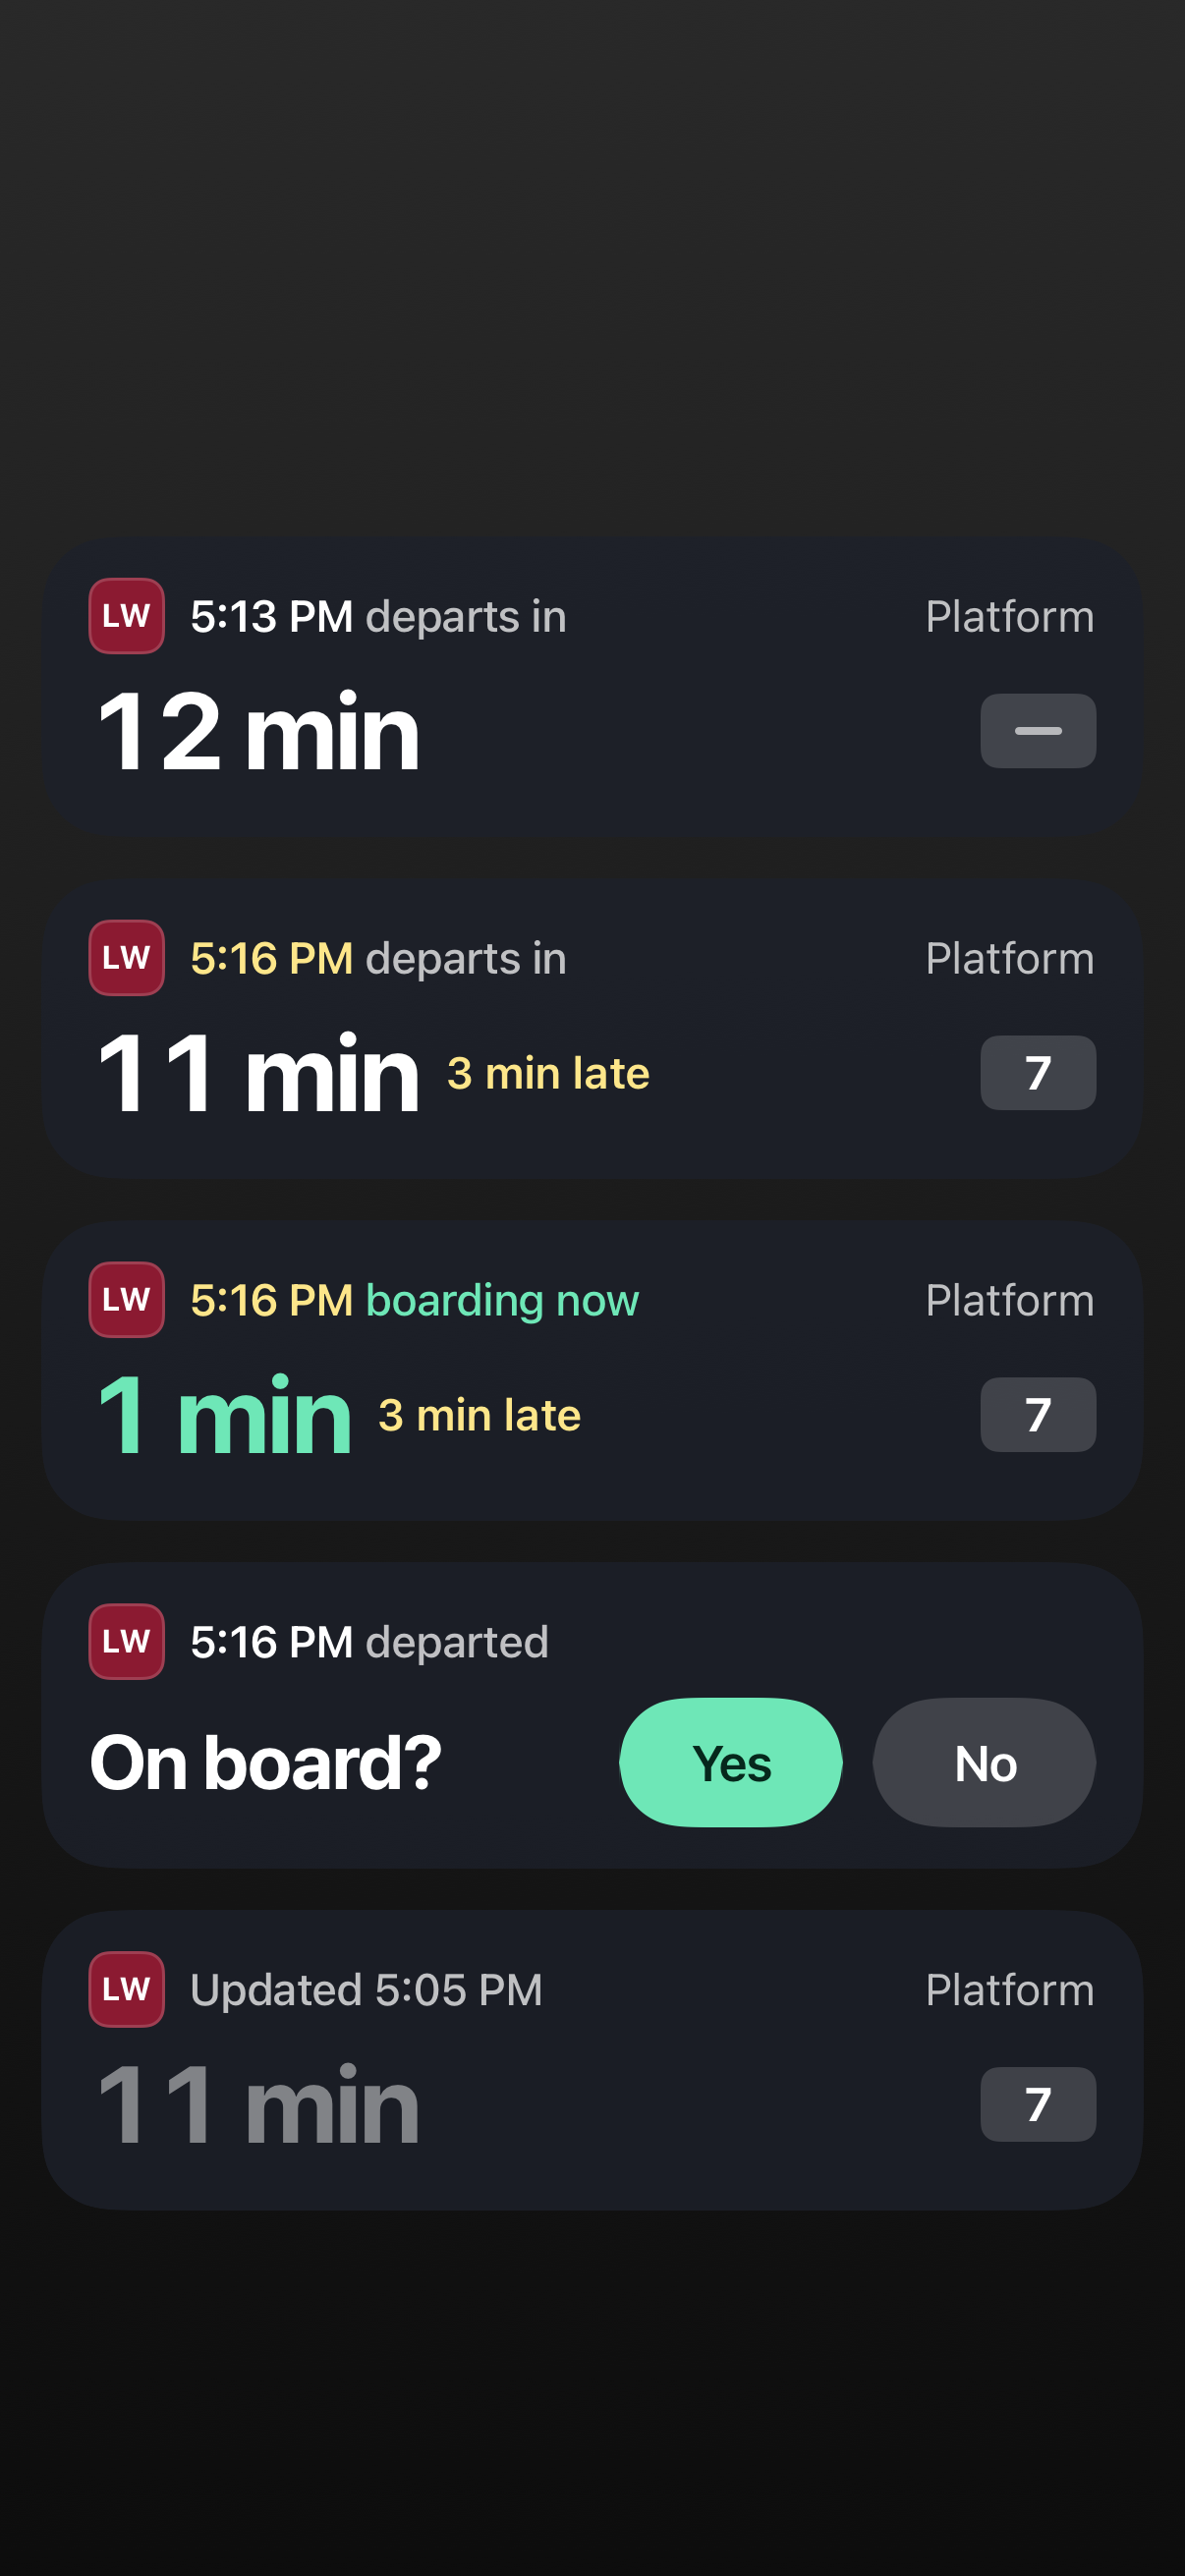 LW 5:13 PM departs in Platform
12 min —
LW 5:16 PM departs in Platform
11 min 3 min late 7
LW 5:16 PM boarding now Platform
1 min 3 min late 7
LW 5:16 PM departed
On board? Yes No
LW Updated 5:05 PM Platform
11 min 7